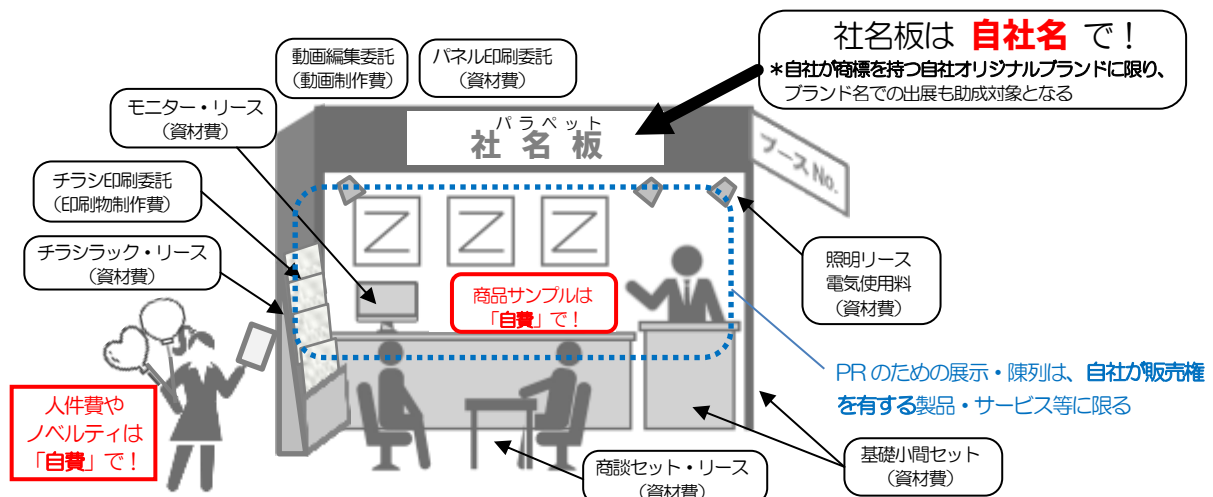 社名板は 自社名 で！
＊自社が商標を持つ自社オリジナルブランドに限り、
ブランド名での出展も助成対象となる
動画編集委託
（動画制作費）
パネル印刷委託
（資材費）
モニター・リース
（資材費）
パラペット
社名板
ブースNo.
チラシ印刷委託
（印刷物制作費）
チラシラック・リース
（資材費）
照明リース
電気使用料
（資材費）
商品サンプルは
「自費」で！
PRのための展示・陳列は、自社が販売権
を有する製品・サービス等に限る
人件費や
ノベルティは
「自費」で！
商談セット・リース
（資材費）
基礎小間セット
（資材費）